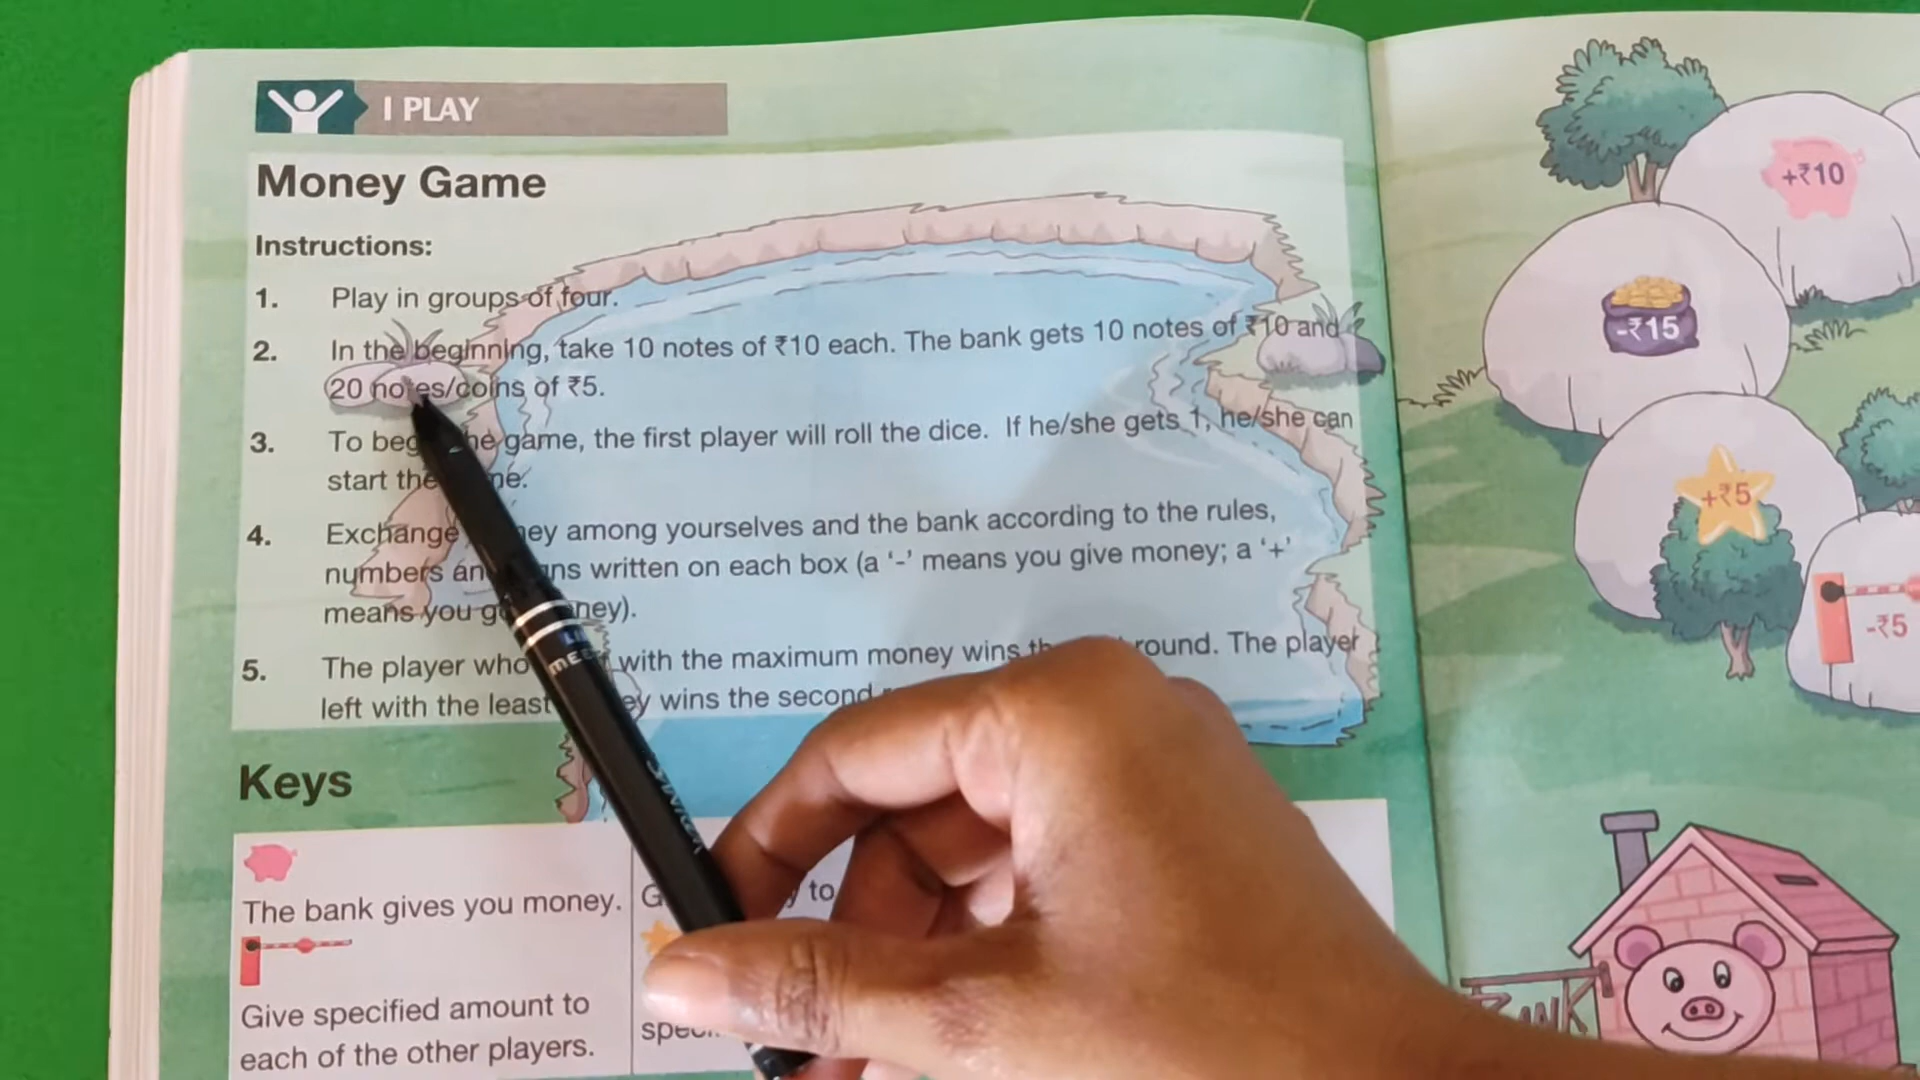 I PLAY
Money Game
Instructions:
1. Play in groups of four.
2. In the beginning, take 10 notes of ₹10 each. The bank gets 10 notes of ₹10 and
20 notes/coins of ₹5.
3. To beg he game, the first player will roll the dice. If he/she gets 1, he/she can
start the me.
4. Exchange ey among yourselves and the bank according to the rules,
numbers an ns written on each box (a ‘-’ means you give money; a ‘+’
means you g ney).
5. The player who with the maximum money wins th round. The player
left with the least ey wins the second
Keys
The bank gives you money.
Give specified amount to
each of the other players.
G to
spec
+₹10
-₹15
+₹5
-₹5
BANK